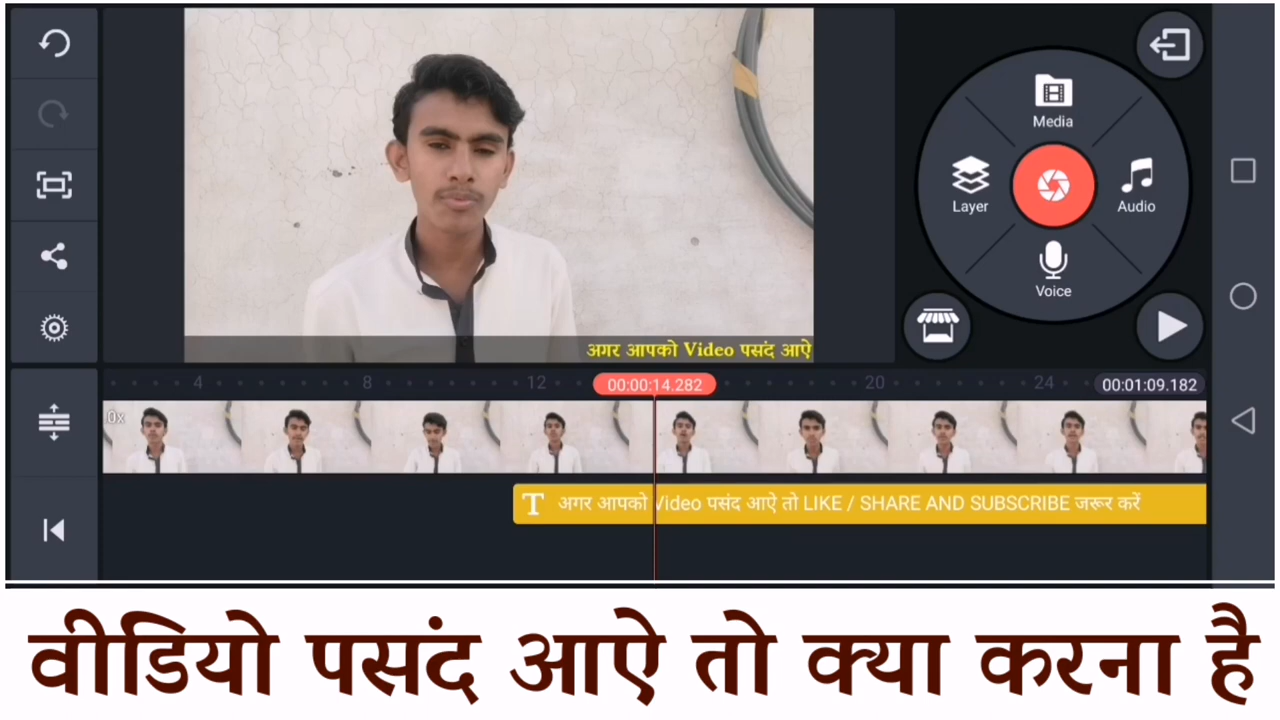 Media
Layer
Audio
Voice
अगर आपको Video पसंद आऐ
4
8
12
00:00:14.282
20
24
00:01:09.182
.0x
T अगर आपको Video पसंद आऐ तो LIKE / SHARE AND SUBSCRIBE जरूर करें
वीडियो पसंद आऐ तो क्या करना है